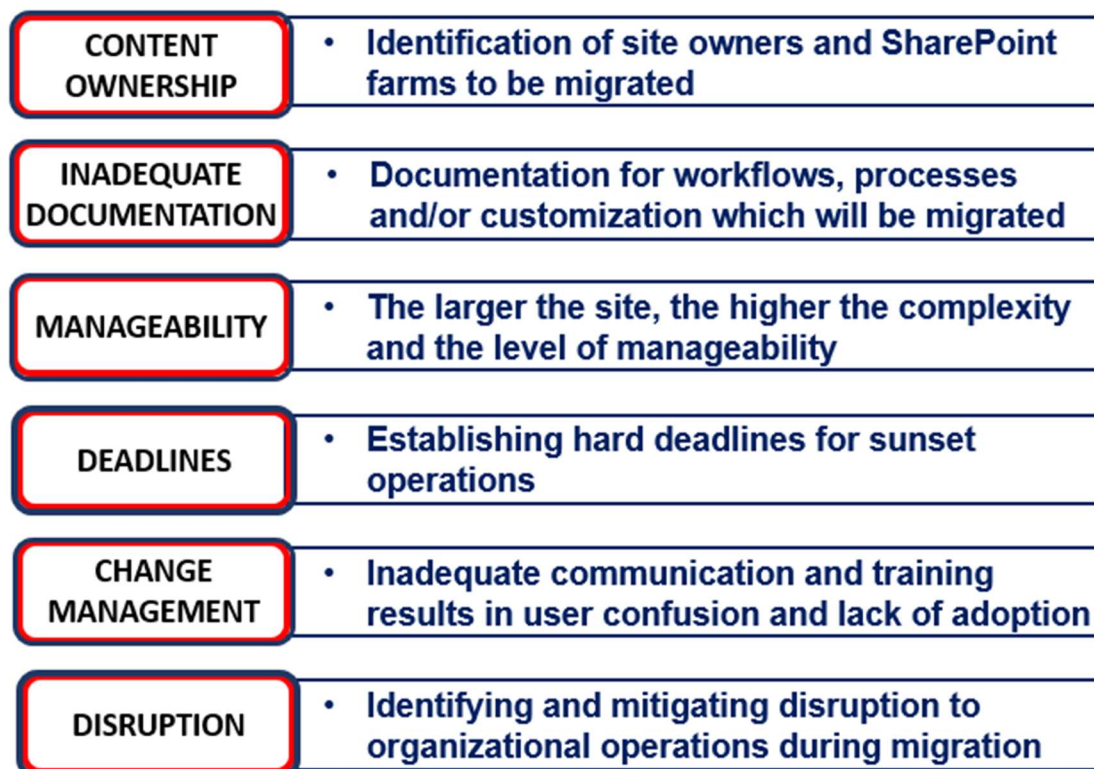 CONTENT
OWNERSHIP
• Identification of site owners and SharePoint
farms to be migrated
INADEQUATE
DOCUMENTATION
• Documentation for workflows, processes
and/or customization which will be migrated
MANAGEABILITY
• The larger the site, the higher the complexity
and the level of manageability
DEADLINES
• Establishing hard deadlines for sunset
operations
CHANGE
MANAGEMENT
• Inadequate communication and training
results in user confusion and lack of adoption
DISRUPTION
• Identifying and mitigating disruption to
organizational operations during migration